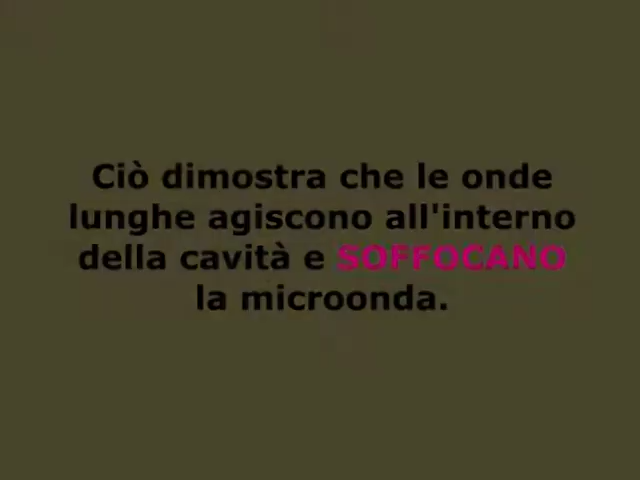 Ciò dimostra che le onde
lunghe agiscono all'interno
della cavità e SOFFOCANO
la microonda.